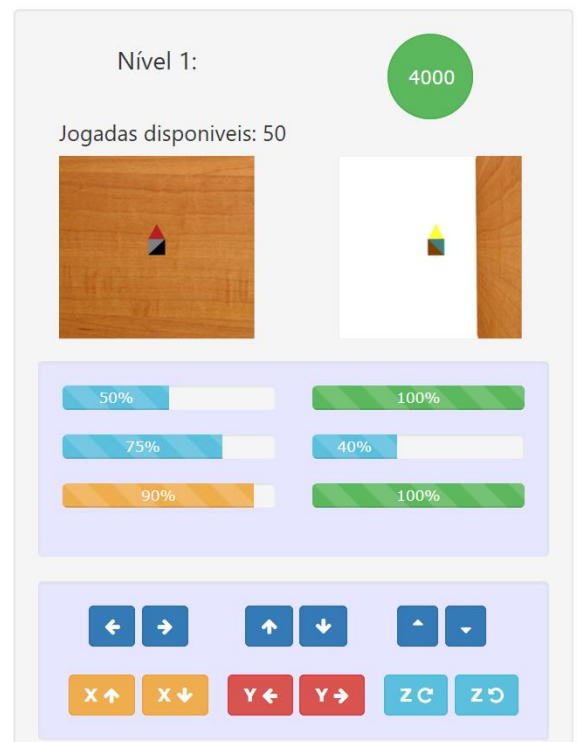 Nível 1:
4000
Jogadas disponiveis: 50
50% 100%
75% 40%
90% 100%
X X Y Y Z Z